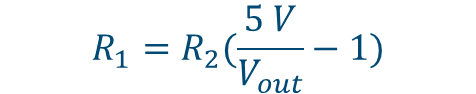 R₁ = R₂(5 V/Vₒᵤₜ − 1)